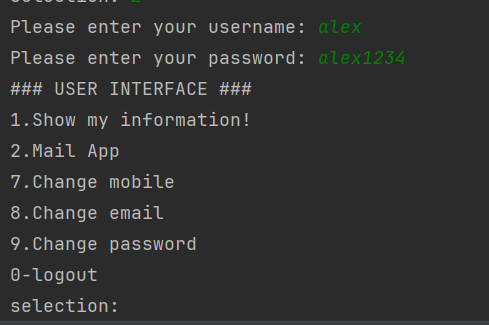 Please enter your username: alex
Please enter your password: alex1234
### USER INTERFACE ###
1.Show my information!
2.Mail App
7.Change mobile
8.Change email
9.Change password
0-logout
selection: